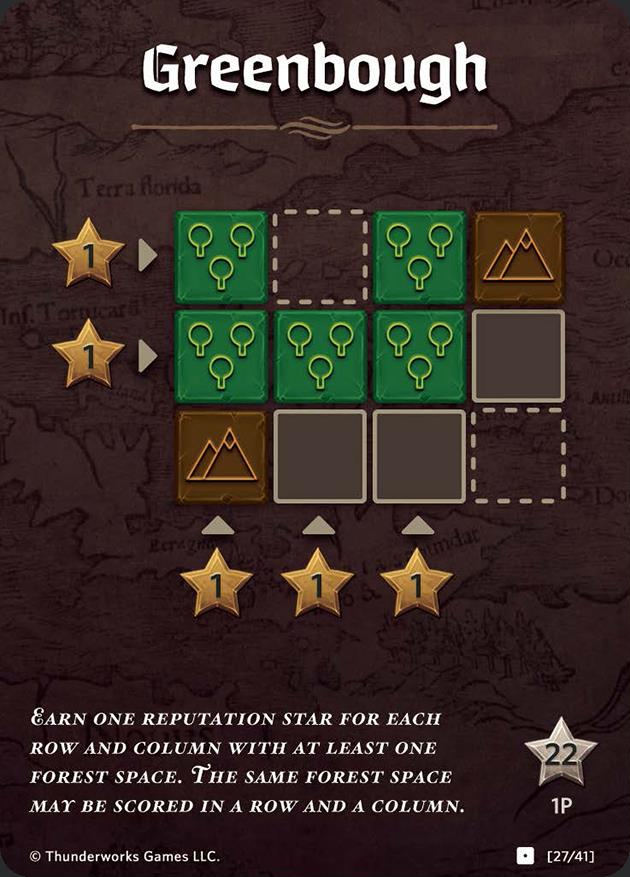 Greenbough
Terra florida
1
1
1 1 1
Earn one reputation star for each
row and column with at least one
forest space. The same forest space
may be scored in a row and a column.
22
1P
© Thunderworks Games LLC.
[27/41]